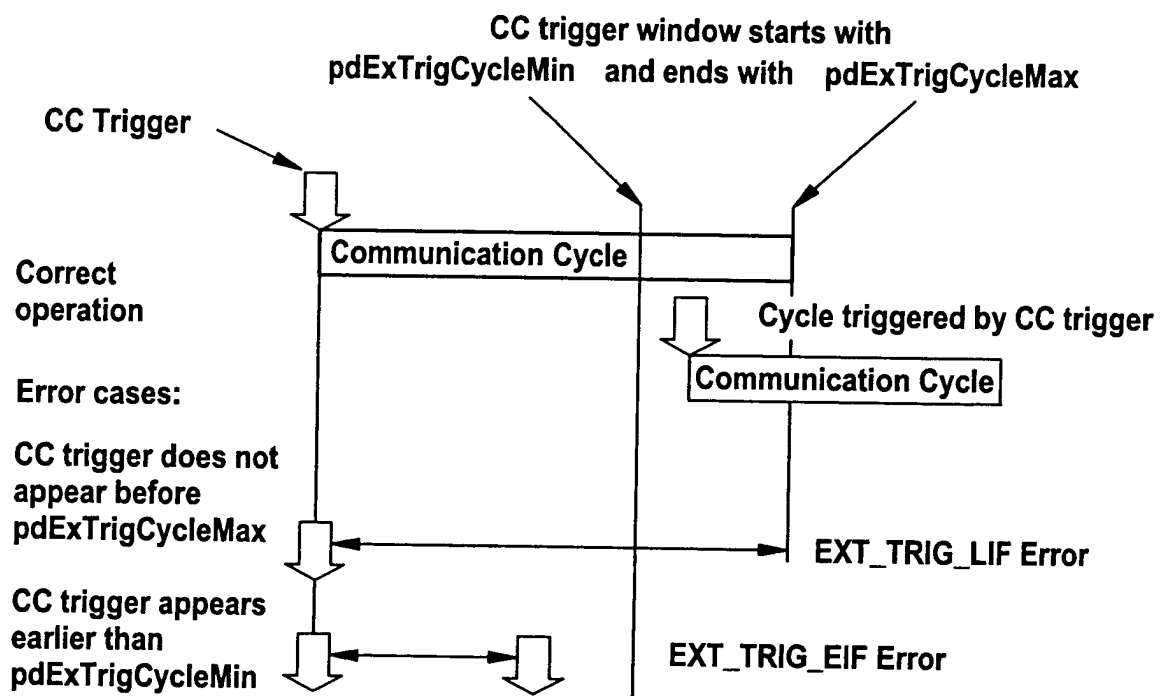 CC trigger window starts with
pdExTrigCycleMin and ends with pdExTrigCycleMax
CC Trigger
Communication Cycle
Correct
operation
Cycle triggered by CC trigger
Communication Cycle
Error cases:
CC trigger does not
appear before
pdExTrigCycleMax
EXT_TRIG_LIF Error
CC trigger appears
earlier than
pdExTrigCycleMin
EXT_TRIG_EIF Error